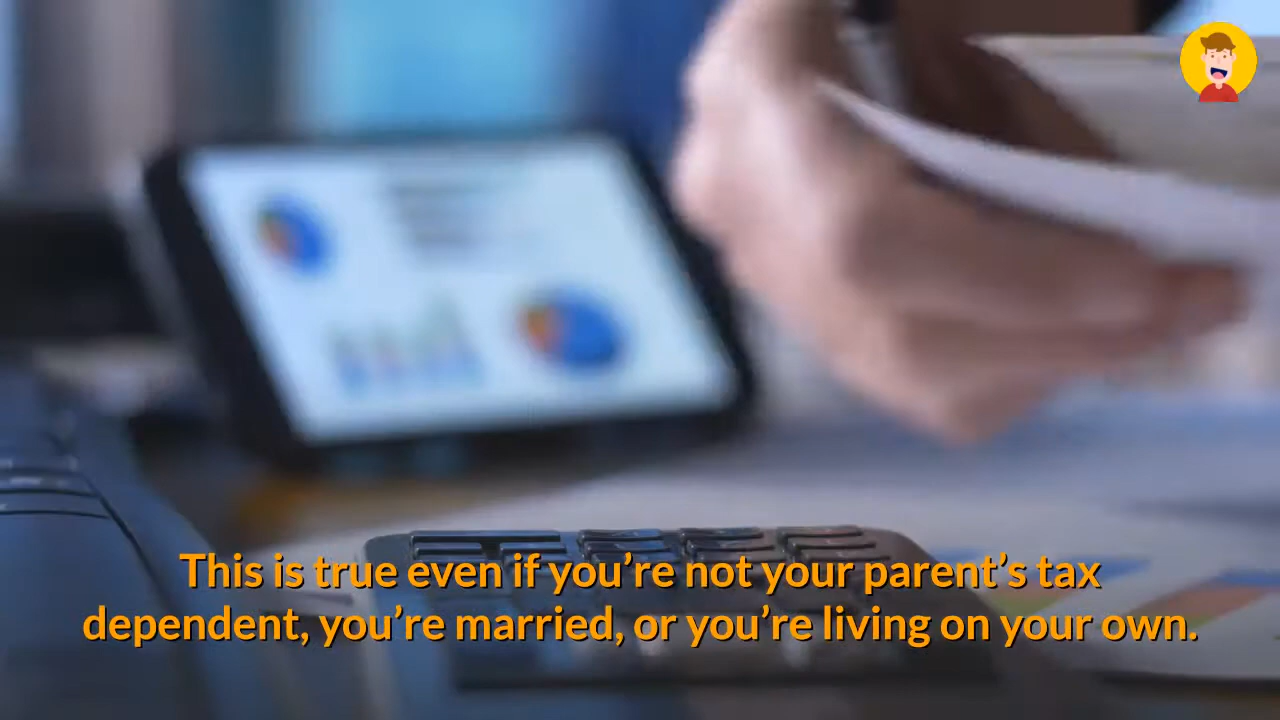 This is true even if you’re not your parent’s tax
dependent, you’re married, or you’re living on your own.